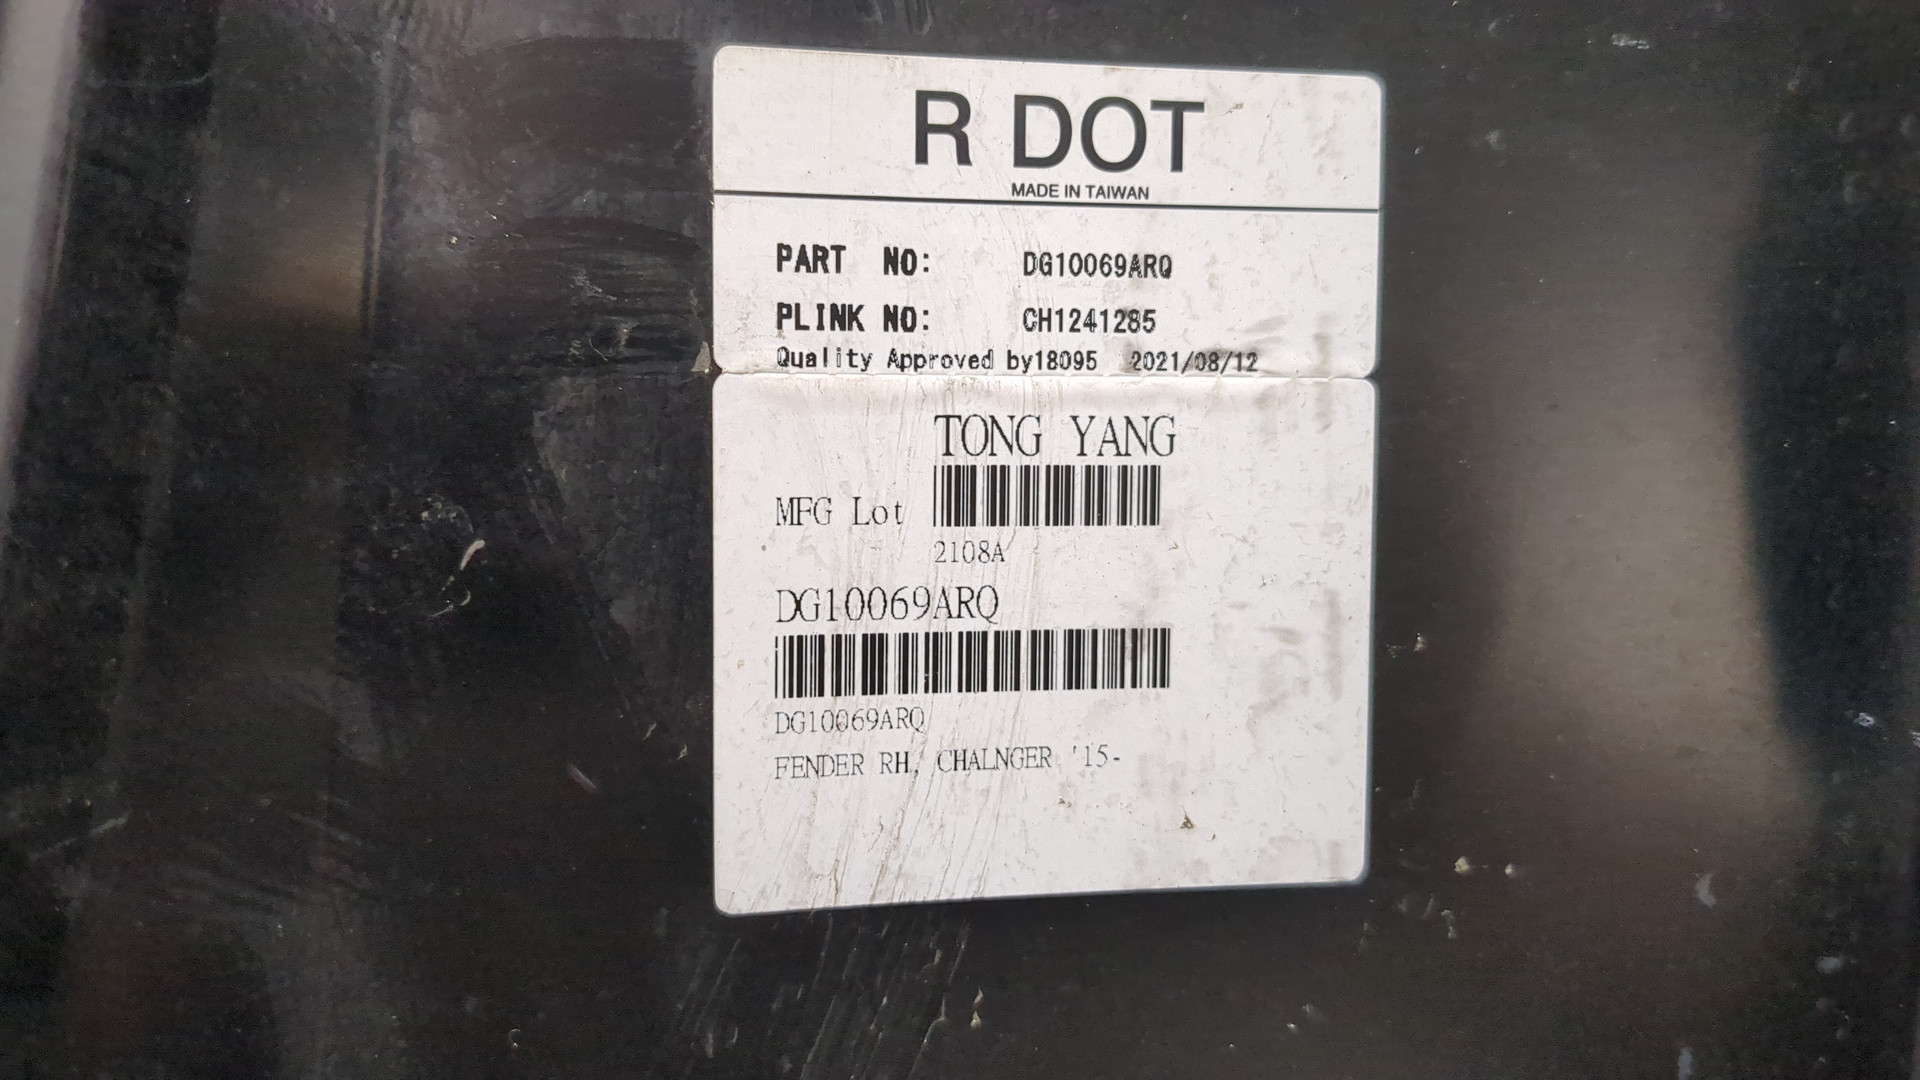 R DOT
MADE IN TAIWAN
PART NO: DG10069ARQ
PLINK NO: CH1241285
Quality Approved by18095 2021/08/12
TONG YANG
MFG Lot
2108A
DG10069ARQ
DG10069ARQ
FENDER RH, CHALNGER '15-